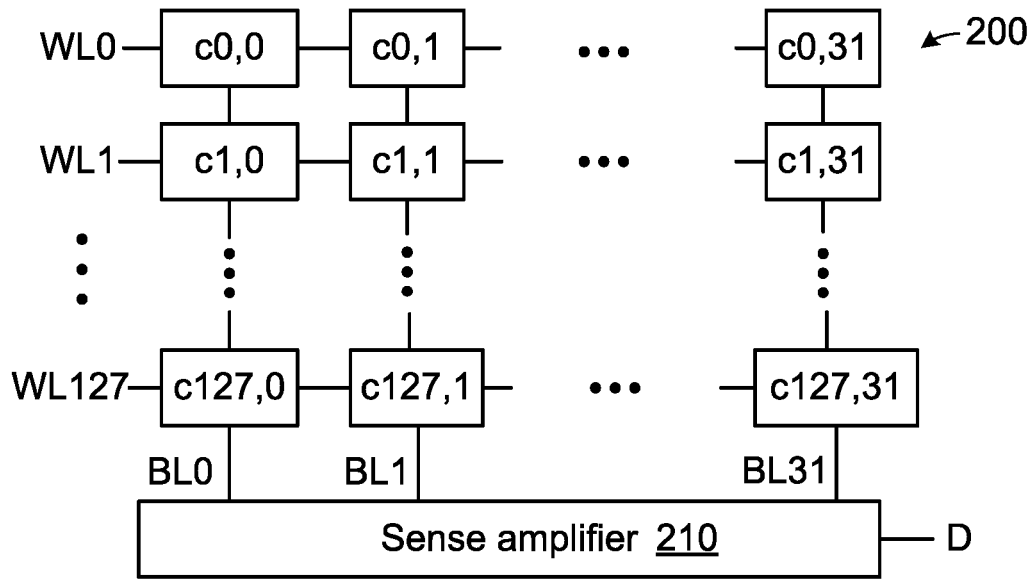 WL0 c0,0 c0,1 ••• c0,31 200
WL1 c1,0 c1,1 ••• c1,31
WL127 c127,0 c127,1 ••• c127,31
BL0 BL1 BL31
Sense amplifier 210 D